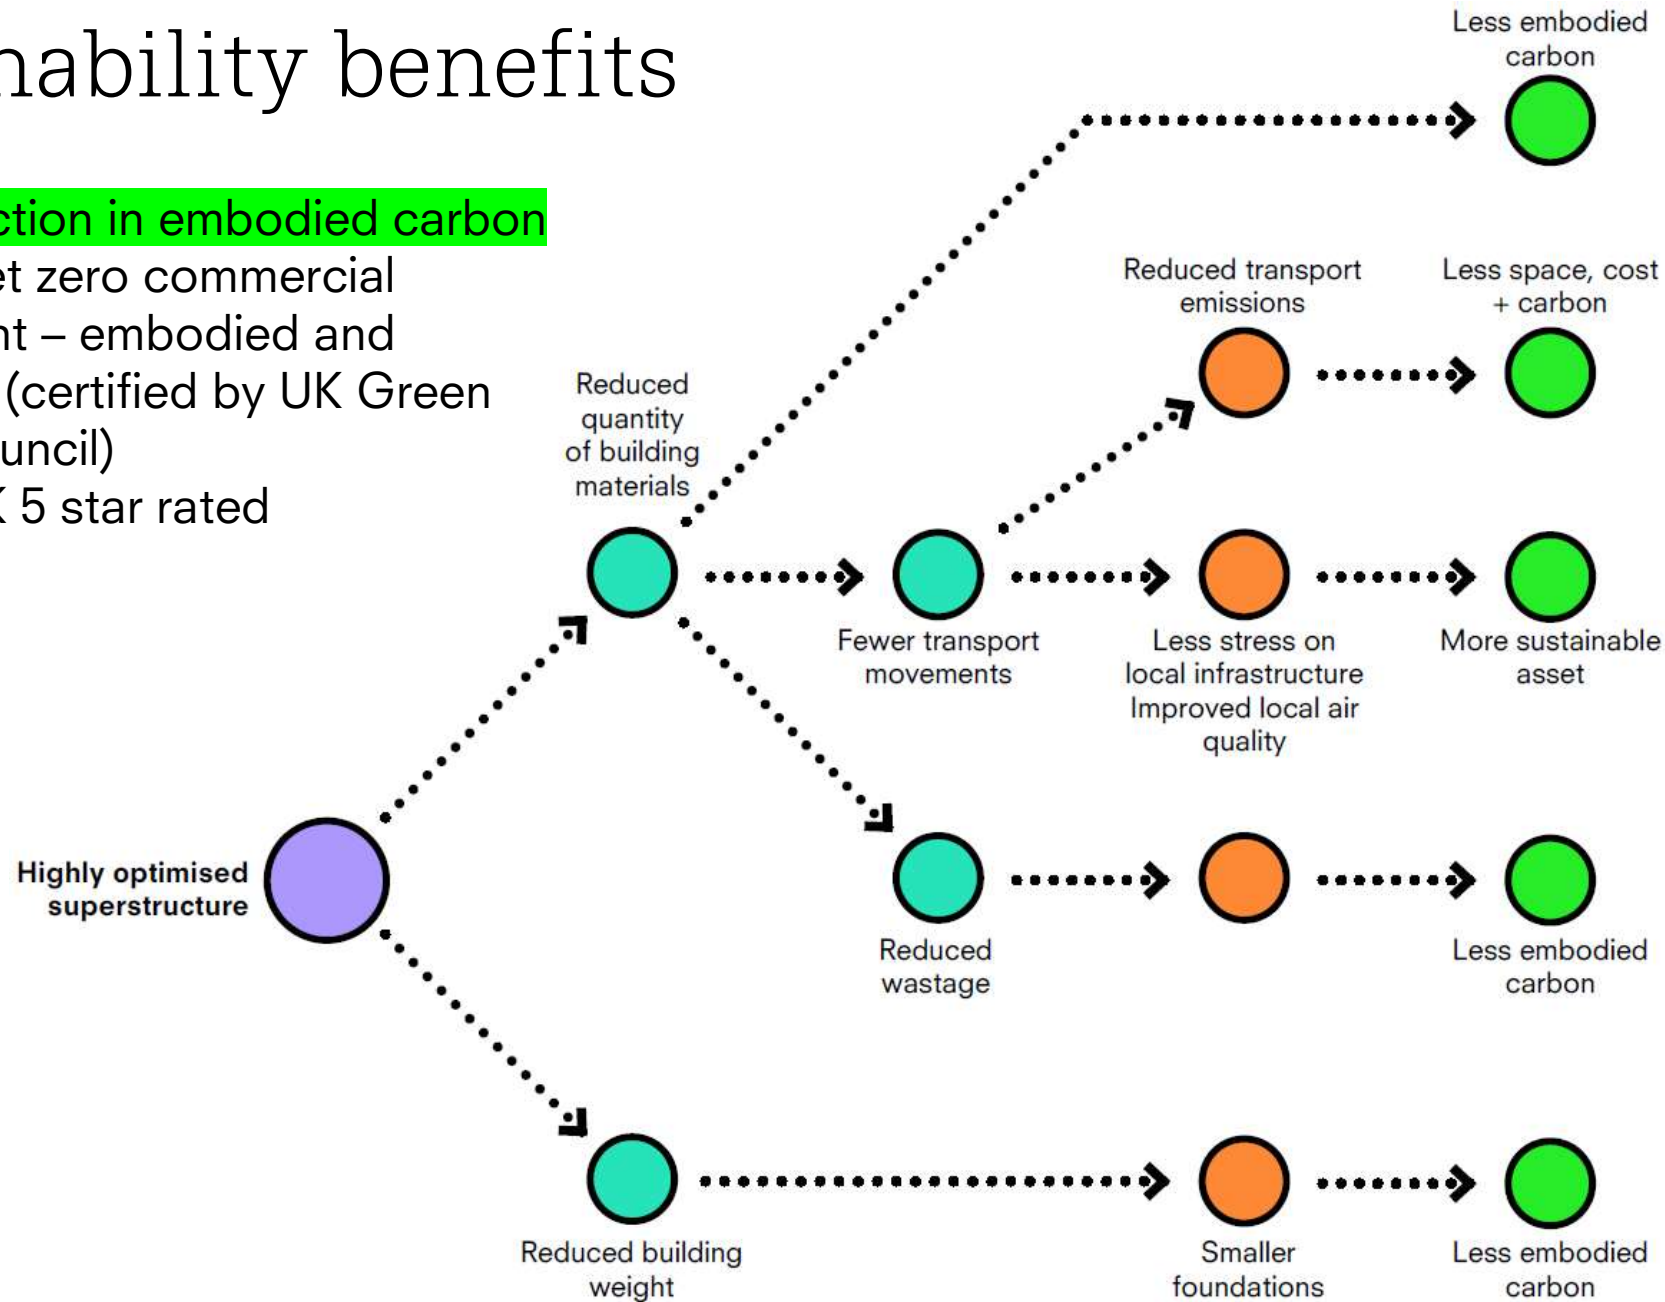 nability benefits
ction in embodied carbon
et zero commercial
nt – embodied and
(certified by UK Green
uncil)
K 5 star rated
Less embodied
carbon
Reduced transport
emissions
Less space, cost
+ carbon
Reduced
quantity
of building
materials
Fewer transport
movements
Less stress on
local infrastructure
Improved local air
quality
More sustainable
asset
Highly optimised
superstructure
Reduced
wastage
Less embodied
carbon
Reduced building
weight
Smaller
foundations
Less embodied
carbon